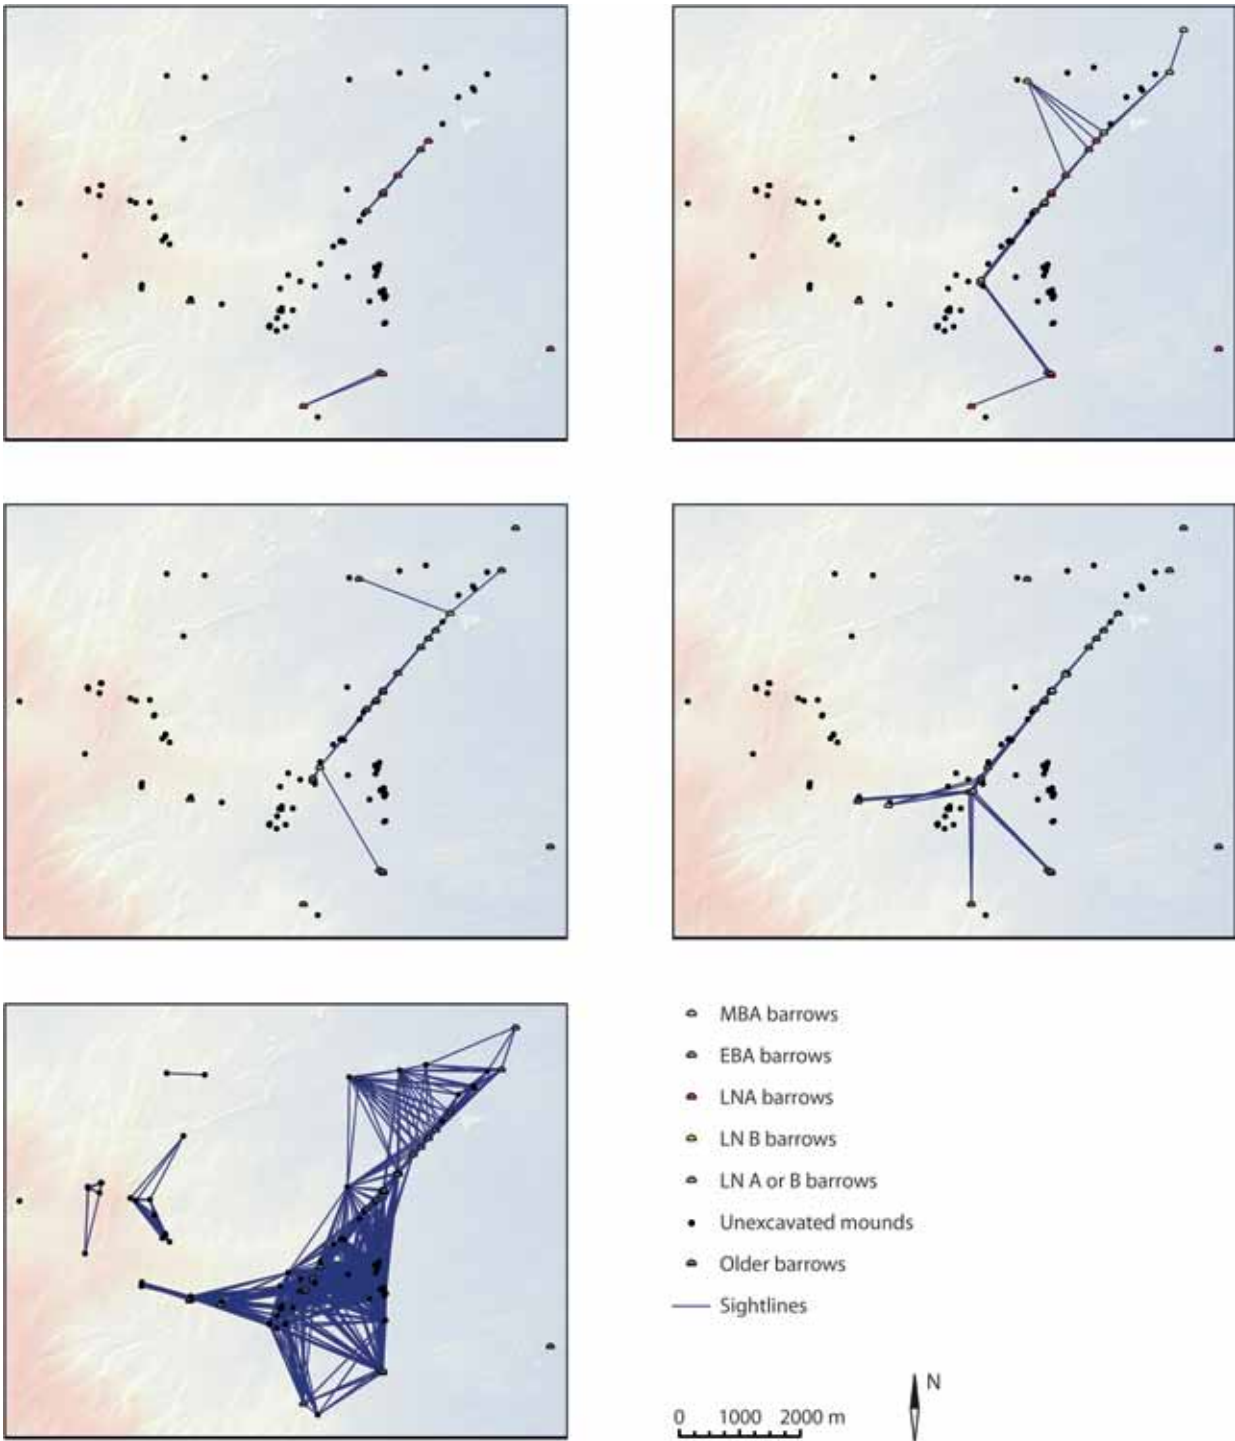 MBA barrows
EBA barrows
LNA barrows
LN B barrows
LN A or B barrows
Unexcavated mounds
Older barrows
Sightlines
N
0 1000 2000 m